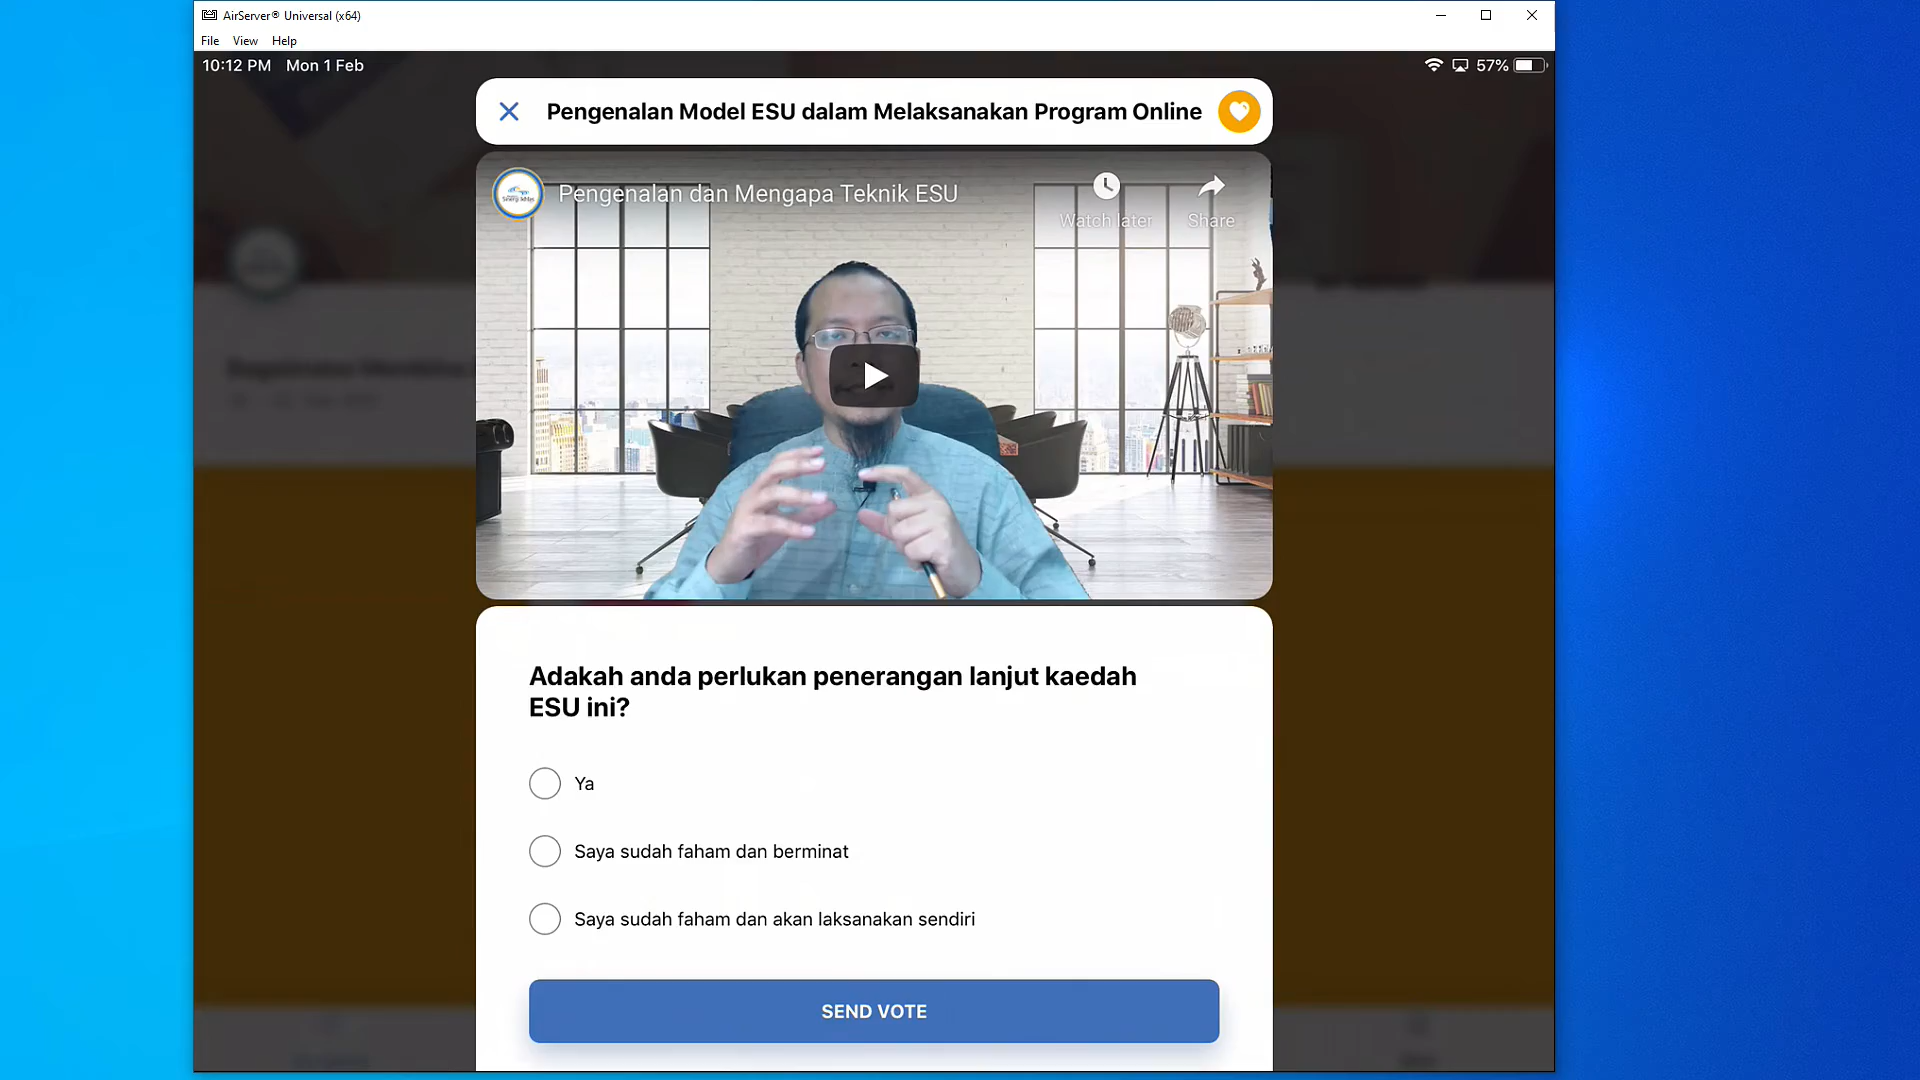 AirServer® Universal (x64)
File View Help
10:12 PM Mon 1 Feb
57%
Pengenalan Model ESU dalam Melaksanakan Program Online
Pengenalan dan Mengapa Teknik ESU
Watch later
Share
Adakah anda perlukan penerangan lanjut kaedah
ESU ini?
Ya
Saya sudah faham dan berminat
Saya sudah faham dan akan laksanakan sendiri
SEND VOTE